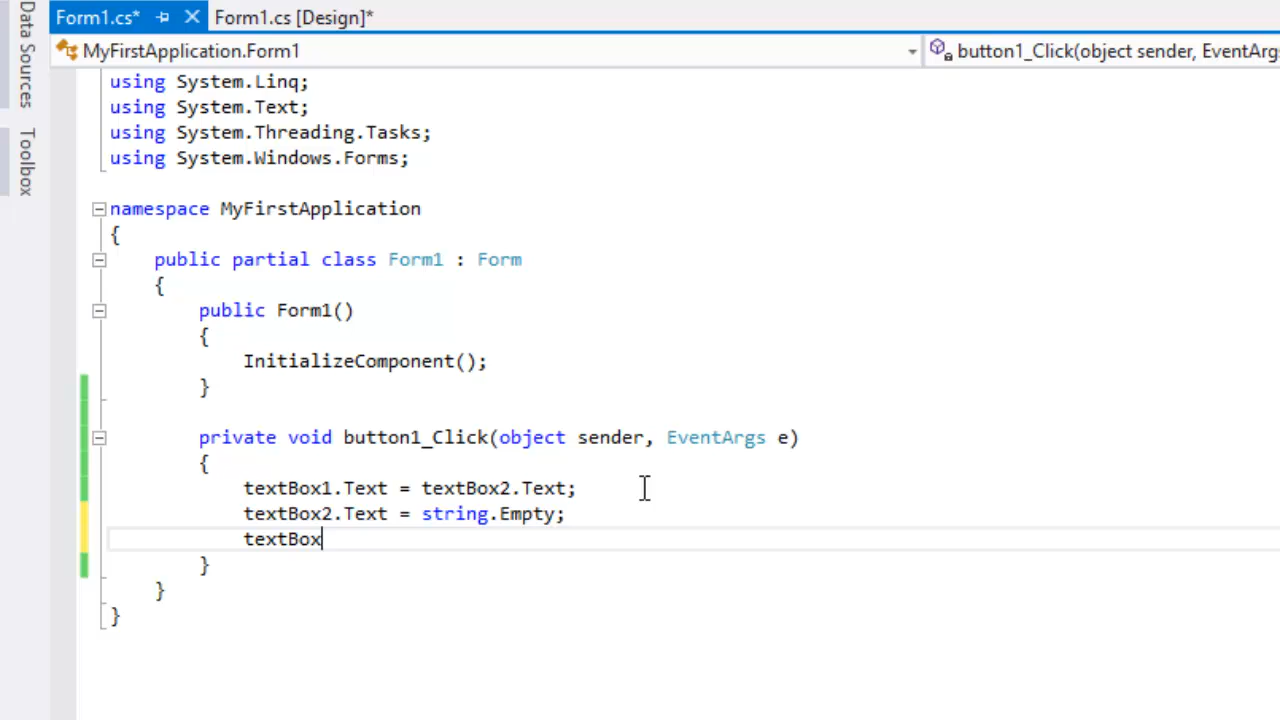 Form1.cs* Form1.cs [Design]*
Data Sources
Toolbox
MyFirstApplication.Form1 button1_Click(object sender, EventArg
using System.Linq;
using System.Text;
using System.Threading.Tasks;
using System.Windows.Forms;
namespace MyFirstApplication
{
public partial class Form1 : Form
{
public Form1()
{
InitializeComponent();
}
private void button1_Click(object sender, EventArgs e)
{
textBox1.Text = textBox2.Text;
textBox2.Text = string.Empty;
textBox
}
}
}